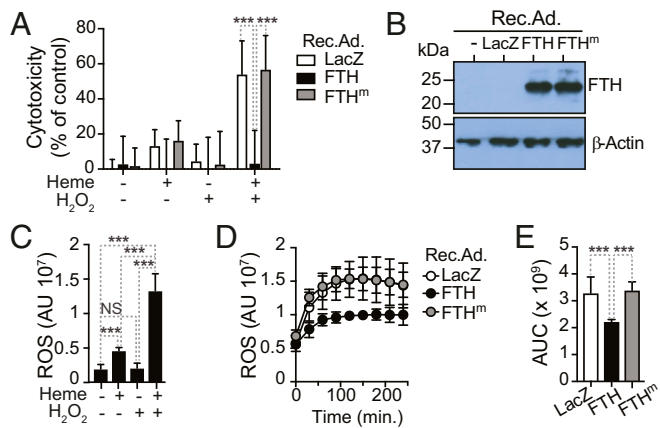 A
Cytotoxicity
(% of control)
80
60
40
20
0
*** ***
Rec.Ad.
LacZ
FTH
FTHᵐ
Heme - + - +
H₂O₂ - - + +
B
Rec.Ad.
kDa - LacZ FTH FTHᵐ
25
20
FTH
50
37
β-Actin
C
ROS (AU 10⁷)
2
1.5
1
0.5
0
***
***
***
NS
***
Heme - + - +
H₂O₂ - - + +
D
ROS (AU 10⁷)
2
1.5
1
0.5
0
0 100 200
Time (min.)
Rec.Ad.
LacZ
FTH
FTHᵐ
E
AUC (x 10⁹)
5
4
3
2
1
0
*** ***
LacZ
FTH
FTHᵐ